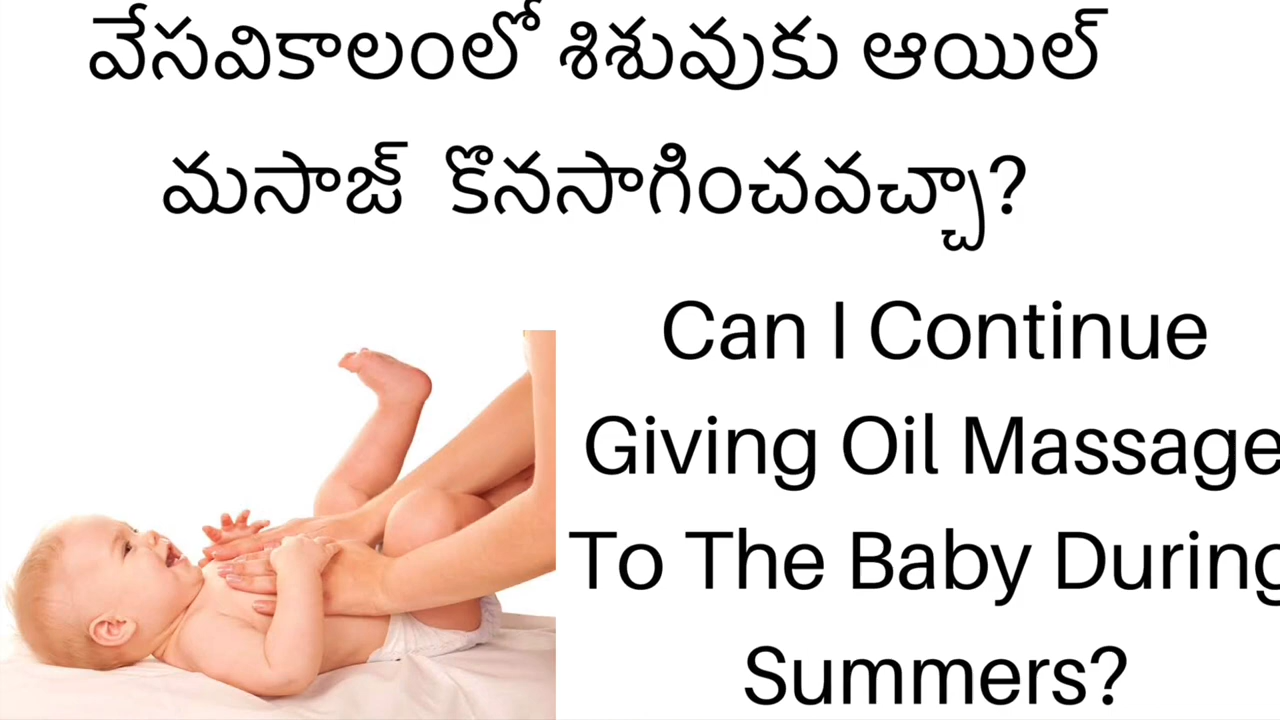 వేసవికాలంలో శిశువుకు ఆయిల్
మసాజ్ కొనసాగించవచ్చా?
Can I Continue
Giving Oil Massage
To The Baby During
Summers?